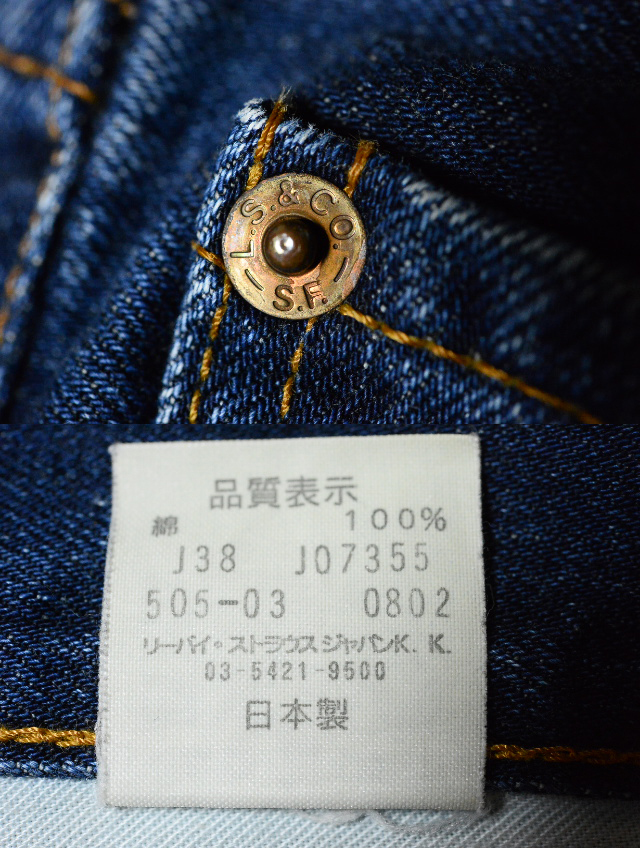 L.S.&CO.
— S.F. —
品質表示
綿 100%
J38 J07355
505-03 0802
リーバイ・ストラウスジャパンK.K.
03-5421-9500
日本製